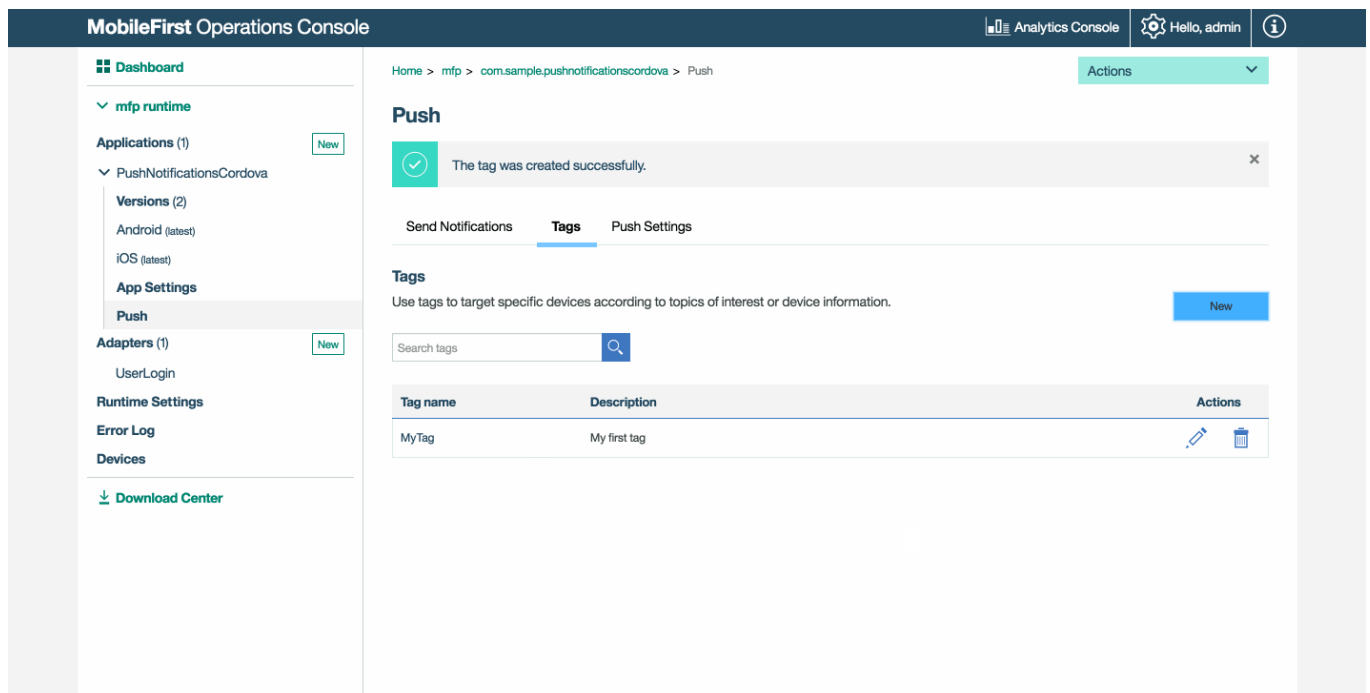 MobileFirst Operations Console
Analytics Console
Hello, admin
Dashboard
mfp runtime
Applications (1)
New
PushNotificationsCordova
Versions (2)
Android (latest)
iOS (latest)
App Settings
Push
Adapters (1)
New
UserLogin
Runtime Settings
Error Log
Devices
Download Center
Home > mfp > com.sample.pushnotificationscordova > Push
Actions
Push
The tag was created successfully.
Send Notifications
Tags
Push Settings
Tags
Use tags to target specific devices according to topics of interest or device information.
New
Search tags
Tag name Description Actions
MyTag My first tag